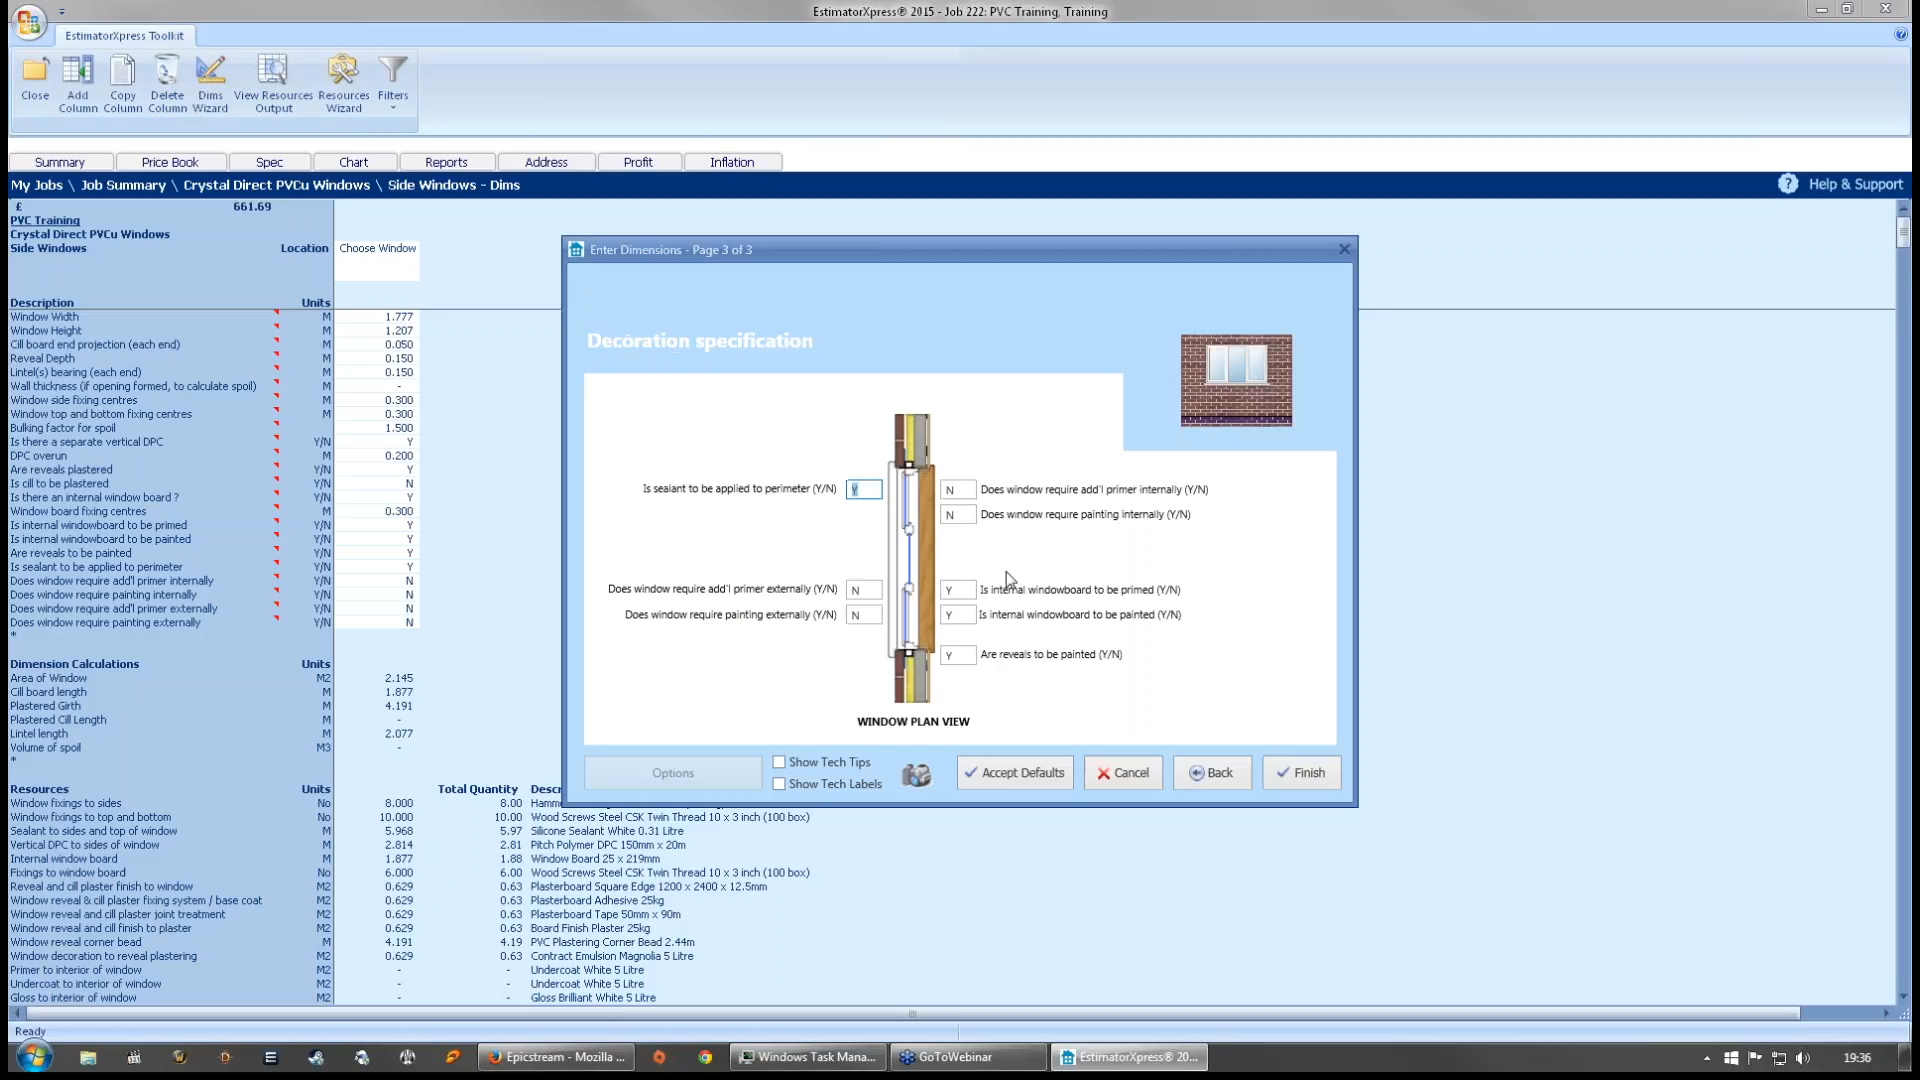 EstimatorXpress® 2015 - Job 222: PVC Training, Training
EstimatorXpress Toolkit
Close
Add Column
Copy Column
Delete Column
Dims Wizard
View Resources Output
Resources Wizard
Filters
Summary Price Book Spec Chart Reports Address Profit Inflation
My Jobs \ Job Summary \ Crystal Direct PVCu Windows \ Side Windows - Dims
? Help & Support
£ 661.69
PVC Training
Crystal Direct PVCu Windows
Side Windows Location Choose Window
Description Units
Window Width M 1.777
Window Height M 1.207
Cill board end projection (each end) M 0.050
Reveal Depth M 0.150
Lintel(s) bearing (each end) M 0.150
Wall thickness (if opening formed, to calculate spoil) M -
Window side fixing centres M 0.300
Window top and bottom fixing centres M 0.300
Bulking factor for spoil 1.500
Is there a separate vertical DPC Y/N Y
DPC overun M 0.200
Are reveals plastered Y/N Y
Is cill to be plastered Y/N N
Is there an internal window board ? Y/N Y
Window board fixing centres M 0.300
Is internal windowboard to be primed Y/N Y
Is internal windowboard to be painted Y/N Y
Are reveals to be painted Y/N Y
Is sealant to be applied to perimeter Y/N Y
Does window require add'l primer internally Y/N N
Does window require painting internally Y/N N
Does window require add'l primer externally Y/N N
Does window require painting externally Y/N N
*
Dimension Calculations Units
Area of Window M2 2.145
Cill board length M 1.877
Plastered Girth M 4.191
Plastered Cill Length M -
Lintel length M 2.077
Volume of spoil M3 -
*
Resources Units Total Quantity Descr
Window fixings to sides No 8.000 8.00 Hamme
Window fixings to top and bottom No 10.000 10.00 Wood Screws Steel CSK Twin Thread 10 x 3 inch (100 box)
Sealant to sides and top of window M 5.968 5.97 Silicone Sealant White 0.31 Litre
Vertical DPC to sides of window M 2.814 2.81 Pitch Polymer DPC 150mm x 20m
Internal window board M 1.877 1.88 Window Board 25 x 219mm
Fixings to window board No 6.000 6.00 Wood Screws Steel CSK Twin Thread 10 x 3 inch (100 box)
Reveal and cill plaster finish to window M2 0.629 0.63 Plasterboard Square Edge 1200 x 2400 x 12.5mm
Window reveal & cill plaster fixing system / base coat M2 0.629 0.63 Plasterboard Adhesive 25kg
Window reveal and cill plaster joint treatment M2 0.629 0.63 Plasterboard Tape 50mm x 90m
Window reveal and cill finish to plaster M2 0.629 0.63 Board Finish Plaster 25kg
Window reveal corner bead M 4.191 4.19 PVC Plastering Corner Bead 2.44m
Window decoration to reveal plastering M2 0.629 0.63 Contract Emulsion Magnolia 5 Litre
Primer to interior of window M2 - - Undercoat White 5 Litre
Undercoat to interior of window M2 - - Undercoat White 5 Litre
Gloss to interior of window M2 - - Gloss Brilliant White 5 Litre
Enter Dimensions - Page 3 of 3
Decoration specification
Is sealant to be applied to perimeter (Y/N) Y
N Does window require add'l primer internally (Y/N)
N Does window require painting internally (Y/N)
Does window require add'l primer externally (Y/N) N
Y Is internal windowboard to be primed (Y/N)
Does window require painting externally (Y/N) N
Y Is internal windowboard to be painted (Y/N)
Y Are reveals to be painted (Y/N)
WINDOW PLAN VIEW
Options
Show Tech Tips
Show Tech Labels
Accept Defaults
Cancel
Back
Finish
Ready
Epicstream - Mozilla ...
Windows Task Mana...
GoToWebinar
EstimatorXpress® 20...
19:36